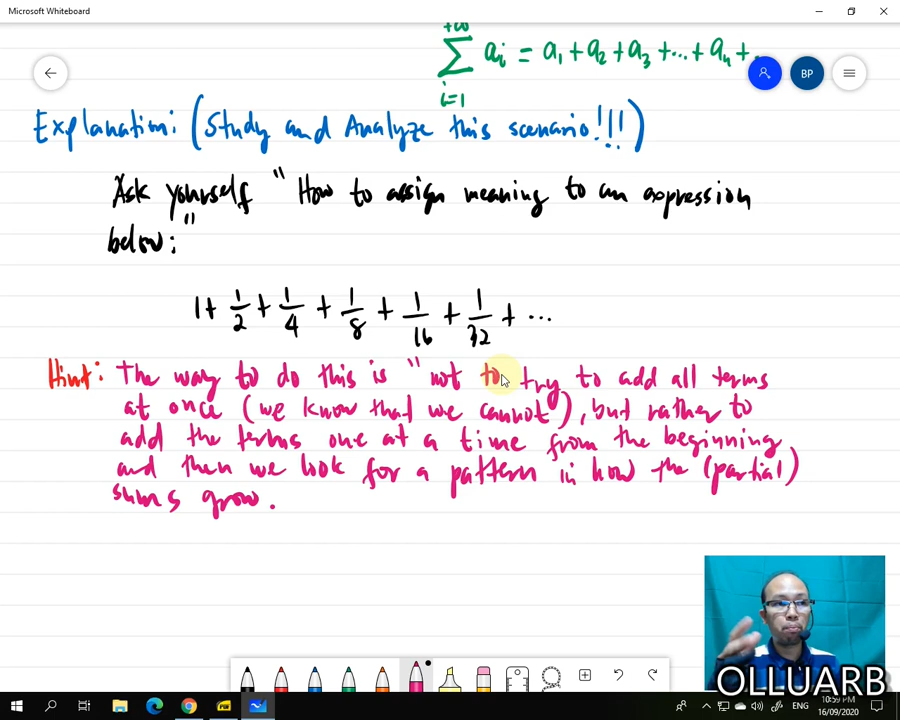 Microsoft Whiteboard
+∞
∑ ai = a1 + a2 + a3 + ... + an + ..
i=1
BP
Explanation: (Study and Analyze this scenario!!!)
Ask yourself " How to assign meaning to an expression
below: "
1 + 1/2 + 1/4 + 1/8 + 1/16 + 1/32 + ...
Hint: The way to do this is " not to try to add all terms
at once (we know that we cannot), but rather to
add the terms one at a time from the beginning
and then we look for a pattern in how the (partial)
sums grow.
OLLUARB
ENG
10:59 PM
16/09/2020